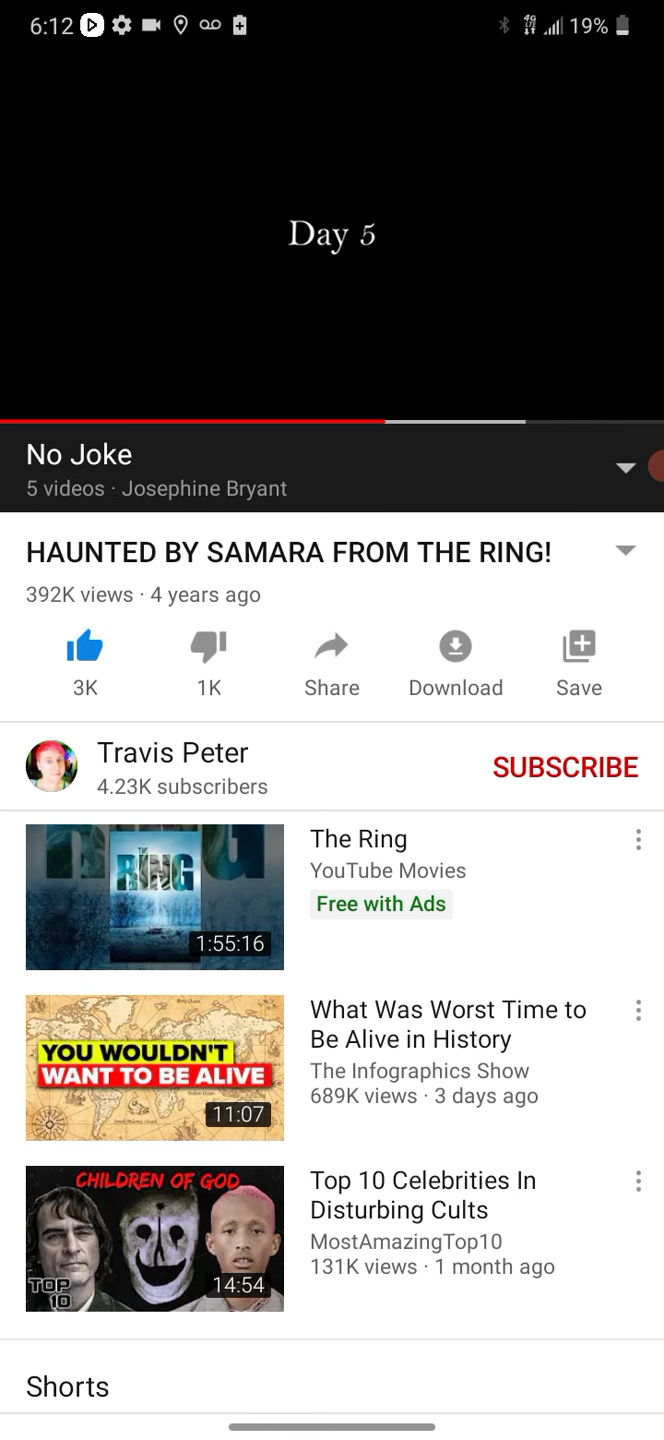 6:12
4G
LTE
19%
Day 5
No Joke
5 videos · Josephine Bryant
HAUNTED BY SAMARA FROM THE RING!
392K views · 4 years ago
3K
1K
Share
Download
Save
Travis Peter
4.23K subscribers
SUBSCRIBE
THE
RING
1:55:16
The Ring
YouTube Movies
Free with Ads
YOU WOULDN'T
WANT TO BE ALIVE
11:07
What Was Worst Time to
Be Alive in History
The Infographics Show
689K views · 3 days ago
CHILDREN OF GOD
TOP
10
14:54
Top 10 Celebrities In
Disturbing Cults
MostAmazingTop10
131K views · 1 month ago
Shorts